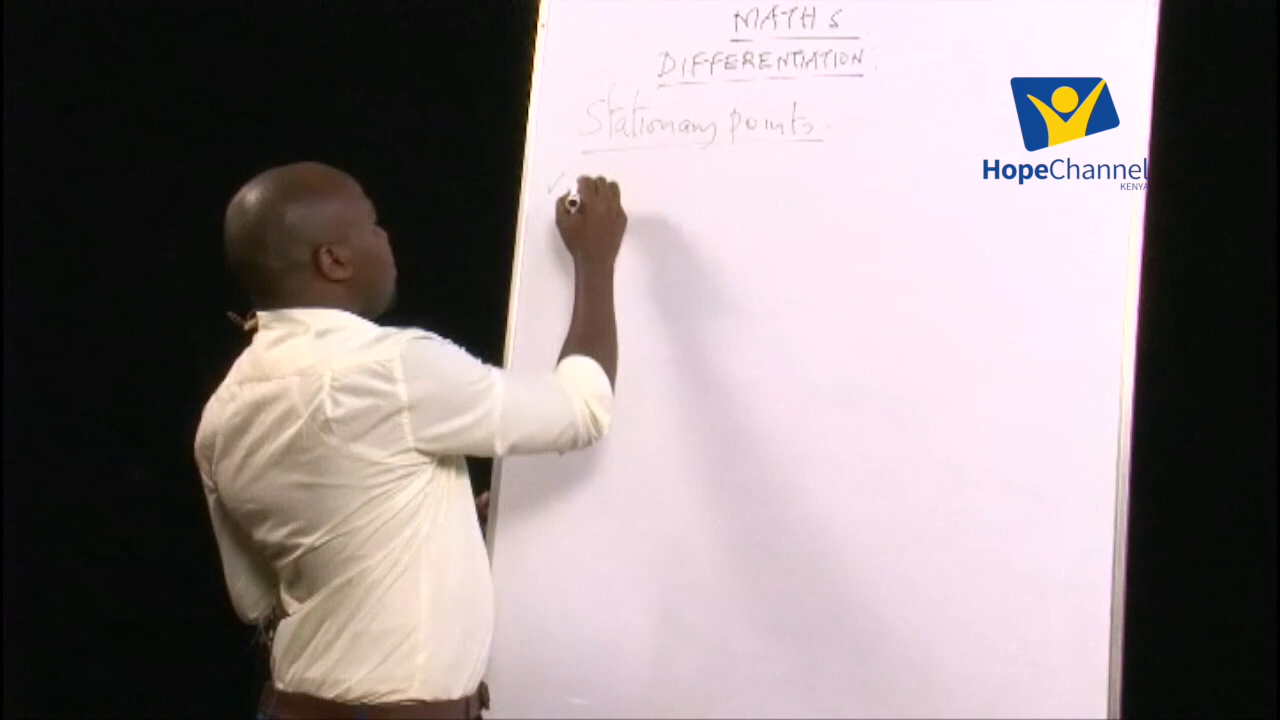 MATHS
DIFFERENTIATION
Stationary points.
HopeChannel
KENYA